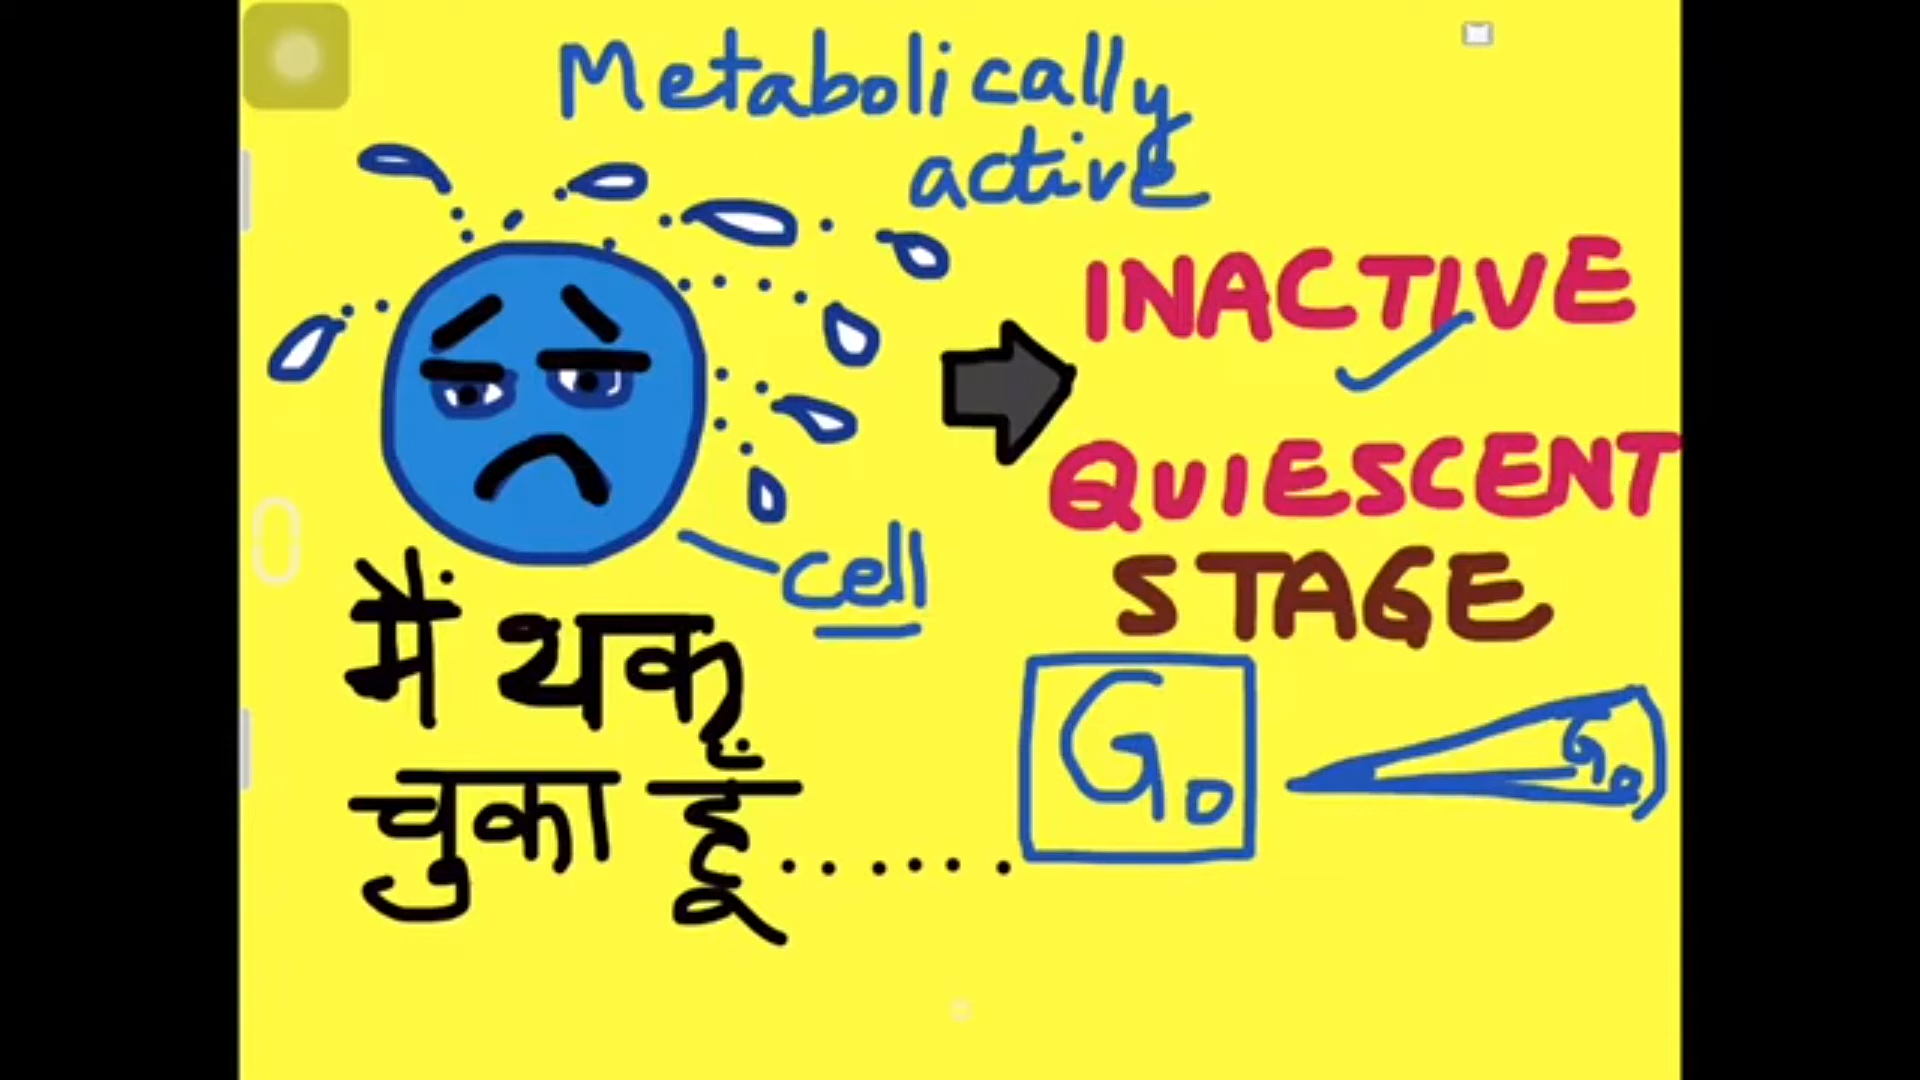 Metabolically
active
INACTIVE
QUIESCENT
STAGE
cell
मैं थक
चुका हूँ......
G₀
G₀